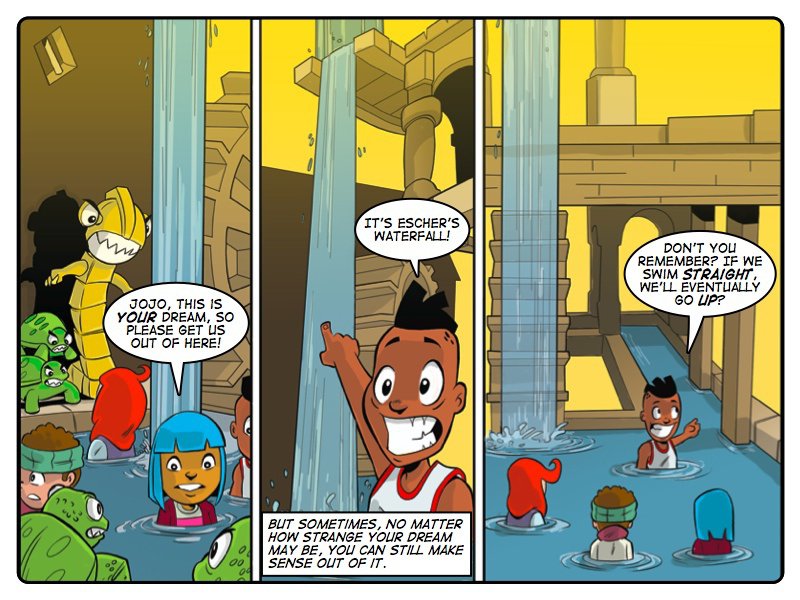 JOJO, THIS IS
YOUR DREAM, SO
PLEASE GET US
OUT OF HERE!
IT'S ESCHER'S
WATERFALL!
BUT SOMETIMES, NO MATTER
HOW STRANGE YOUR DREAM
MAY BE, YOU CAN STILL MAKE
SENSE OUT OF IT.
DON'T YOU
REMEMBER? IF WE
SWIM STRAIGHT,
WE'LL EVENTUALLY
GO UP?